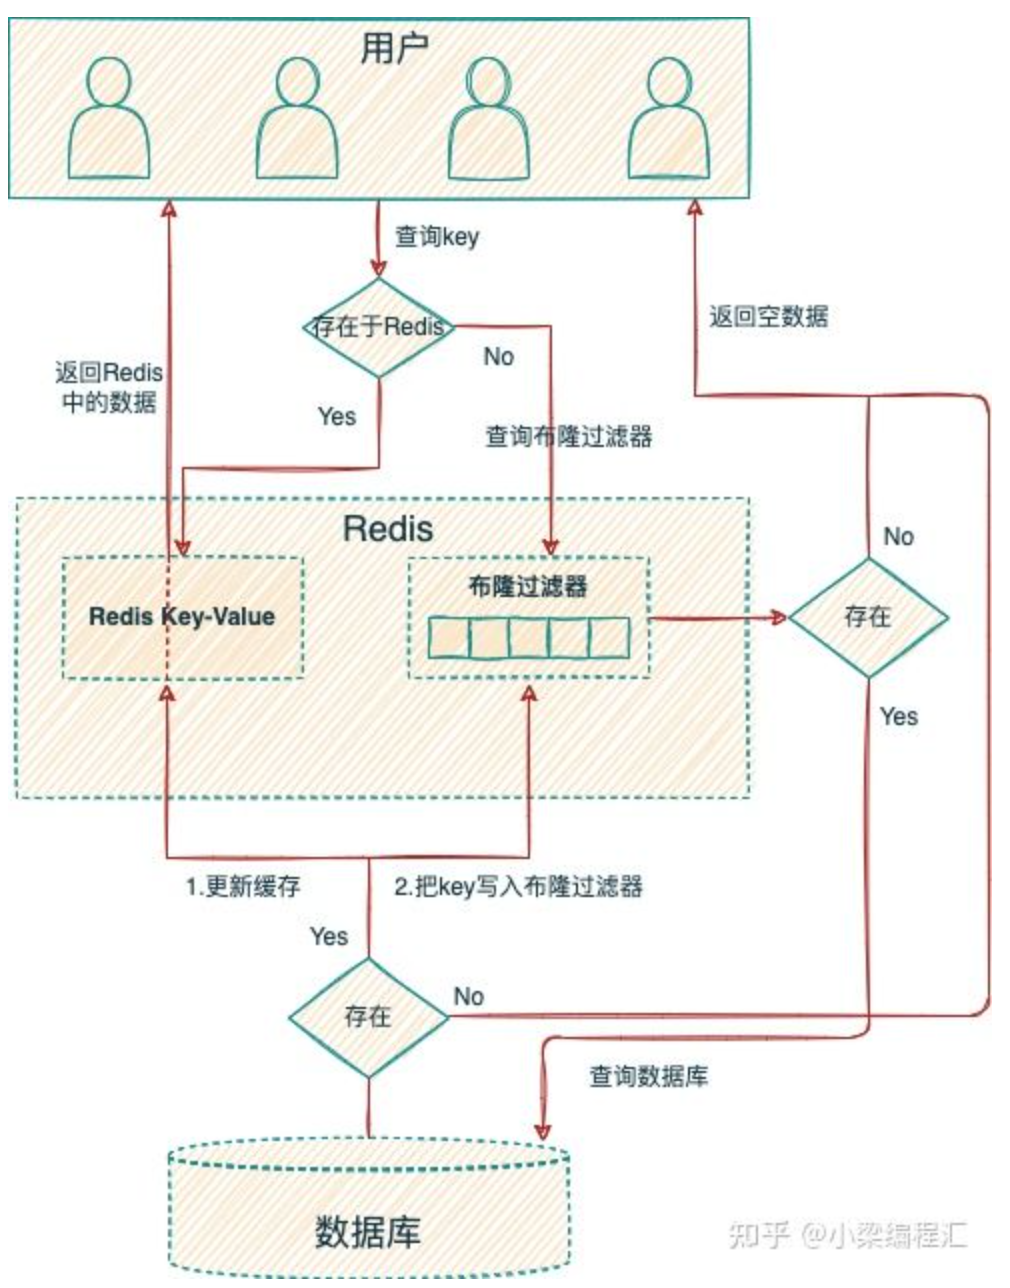 用户
查询key
存在于Redis
返回空数据
No
返回Redis
中的数据
Yes
查询布隆过滤器
Redis
No
布隆过滤器
Redis Key-Value
存在
Yes
1.更新缓存
2.把key写入布隆过滤器
Yes
No
存在
查询数据库
数据库
知乎 @小梁编程汇